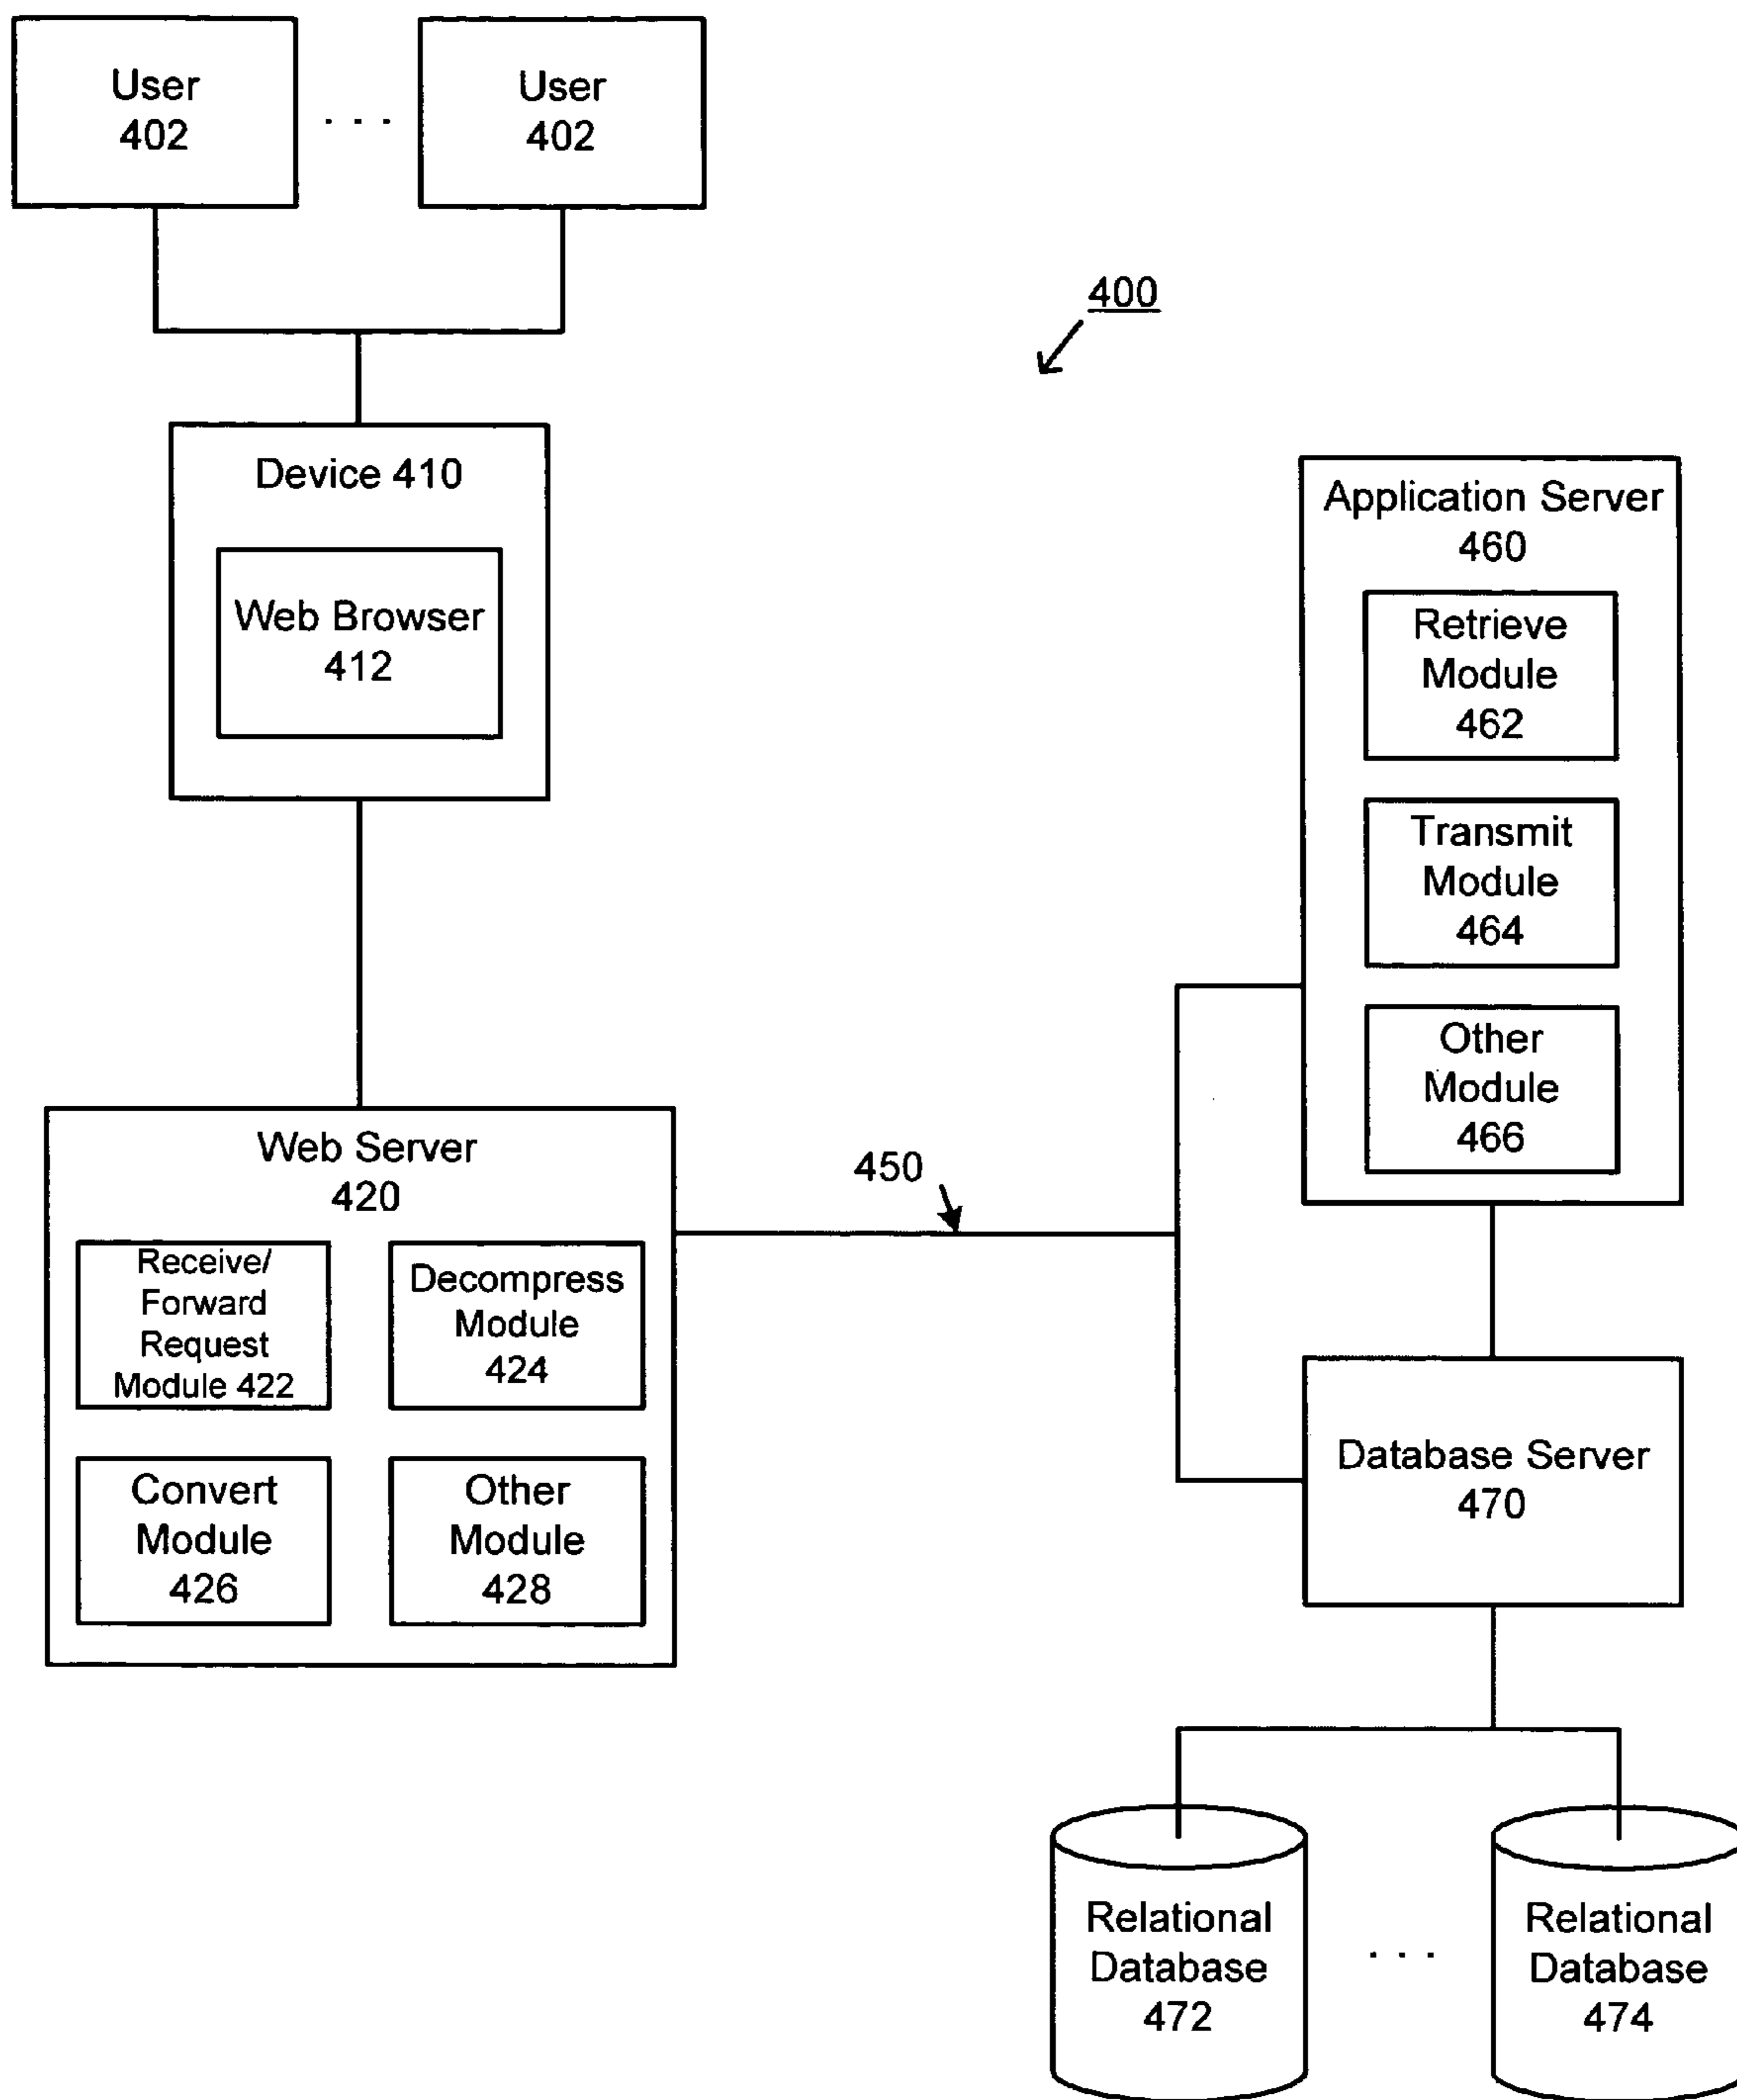 User
402
. . .
User
402
400
Device 410
Web Browser
412
Application Server
460
Retrieve
Module
462
Transmit
Module
464
Other
Module
466
Web Server
420
Receive/
Forward
Request
Module 422
Decompress
Module
424
Convert
Module
426
Other
Module
428
450
Database Server
470
Relational
Database
472
. . .
Relational
Database
474